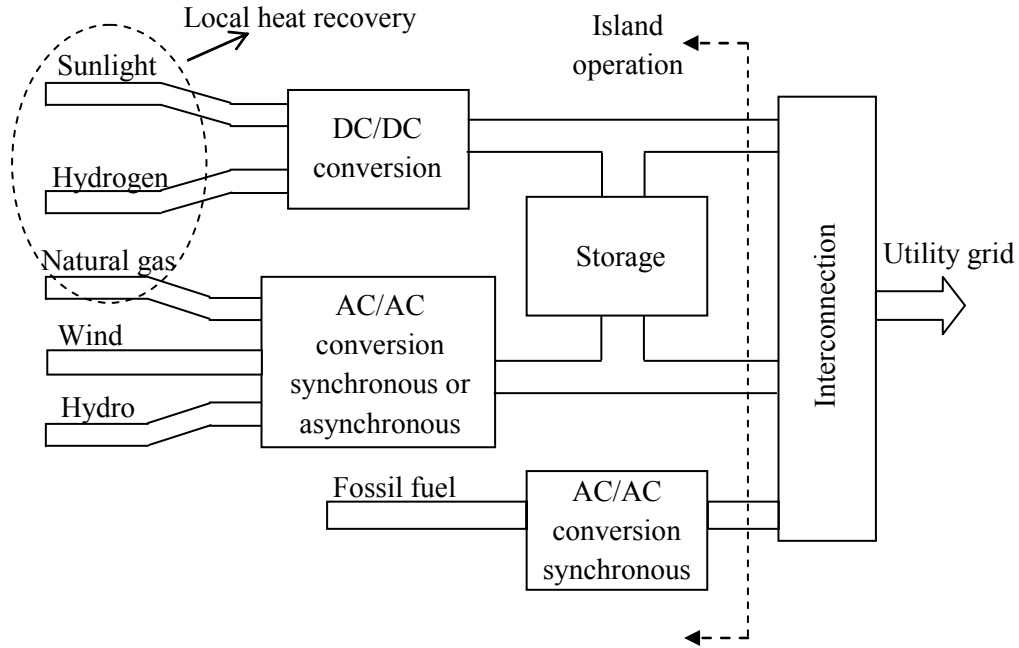 Local heat recovery
Island
operation
Sunlight
DC/DC
conversion
Hydrogen
Natural gas
Storage
Utility grid
Interconnection
AC/AC
conversion
synchronous or
asynchronous
Wind
Hydro
Fossil fuel
AC/AC
conversion
synchronous